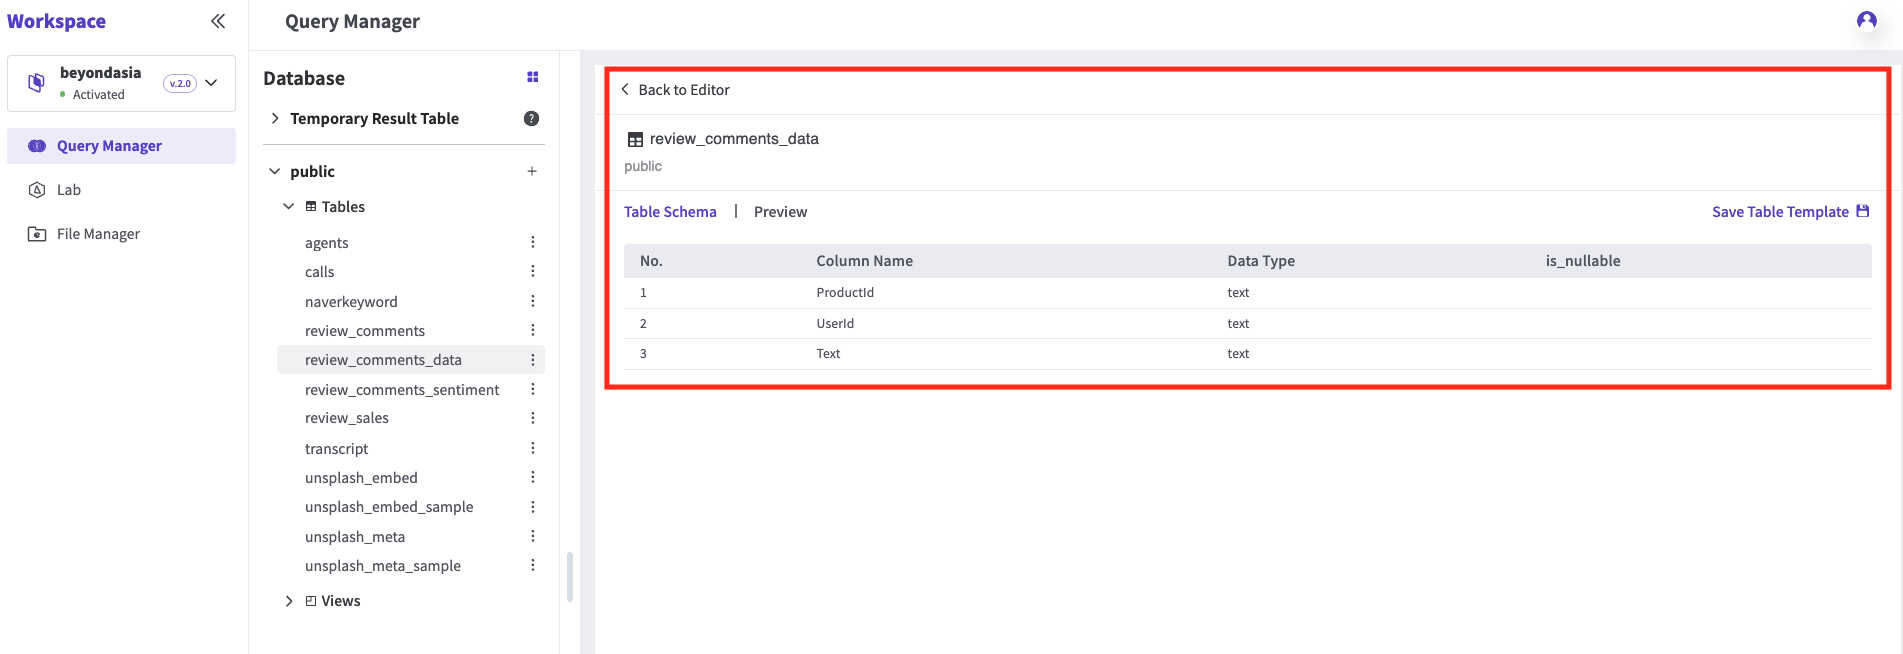 Workspace
beyondasia
v.2.0
Activated
Query Manager
Lab
File Manager
Query Manager
Database
Temporary Result Table
?
public
Tables
agents
calls
naverkeyword
review_comments
review_comments_data
review_comments_sentiment
review_sales
transcript
unsplash_embed
unsplash_embed_sample
unsplash_meta
unsplash_meta_sample
Views
Back to Editor
review_comments_data
public
Table Schema | Preview
Save Table Template
No. Column Name Data Type is_nullable
1 ProductId text
2 UserId text
3 Text text